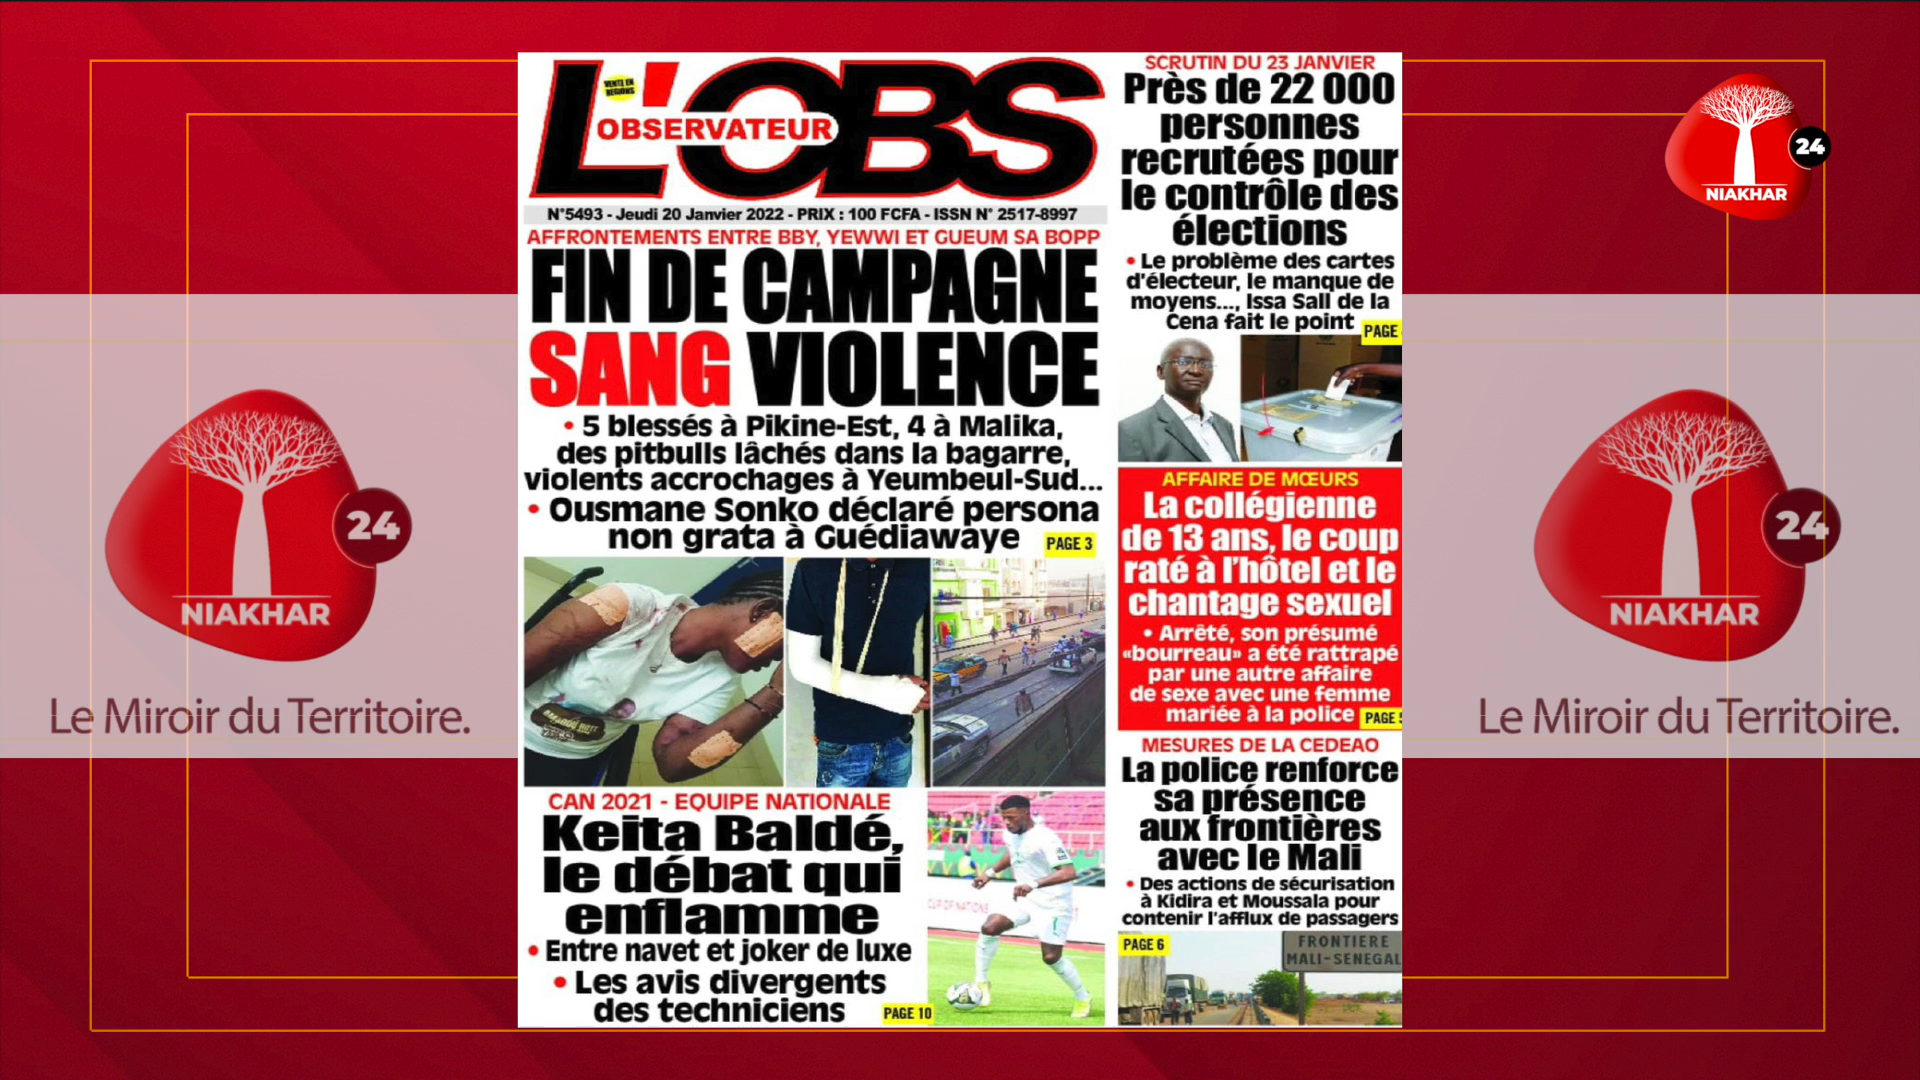 VENTE EN
RÉGIONS
L'OBS
OBSERVATEUR
N°5493 - Jeudi 20 Janvier 2022 - PRIX : 100 FCFA - ISSN N° 2517-8997
AFFRONTEMENTS ENTRE BBY, YEWWI ET GUEUM SA BOPP
FIN DE CAMPAGNE
SANG VIOLENCE
• 5 blessés à Pikine-Est, 4 à Malika,
des pitbulls lâchés dans la bagarre,
violents accrochages à Yeumbeul-Sud...
• Ousmane Sonko déclaré persona
non grata à Guédiawaye PAGE 3
CAN 2021 - EQUIPE NATIONALE
Keita Baldé,
le débat qui
enflamme
• Entre navet et joker de luxe
• Les avis divergents
des techniciens PAGE 10
SCRUTIN DU 23 JANVIER
Près de 22 000
personnes
recrutées pour
le contrôle des
élections
• Le problème des cartes
d'électeur, le manque de
moyens..., Issa Sall de la
Cena fait le point PAGE
AFFAIRE DE MŒURS
La collégienne
de 13 ans, le coup
raté à l'hôtel et le
chantage sexuel
• Arrêté, son présumé
«bourreau» a été rattrapé
par une autre affaire
de sexe avec une femme
mariée à la police PAGE 5
MESURES DE LA CEDEAO
La police renforce
sa présence
aux frontières
avec le Mali
• Des actions de sécurisation
à Kidira et Moussala pour
contenir l'afflux de passagers
PAGE 6
FRONTIERE
MALI-SENEGAL
NIAKHAR
24
Le Miroir du Territoire.
NIAKHAR
24
NIAKHAR
24
Le Miroir du Territoire.